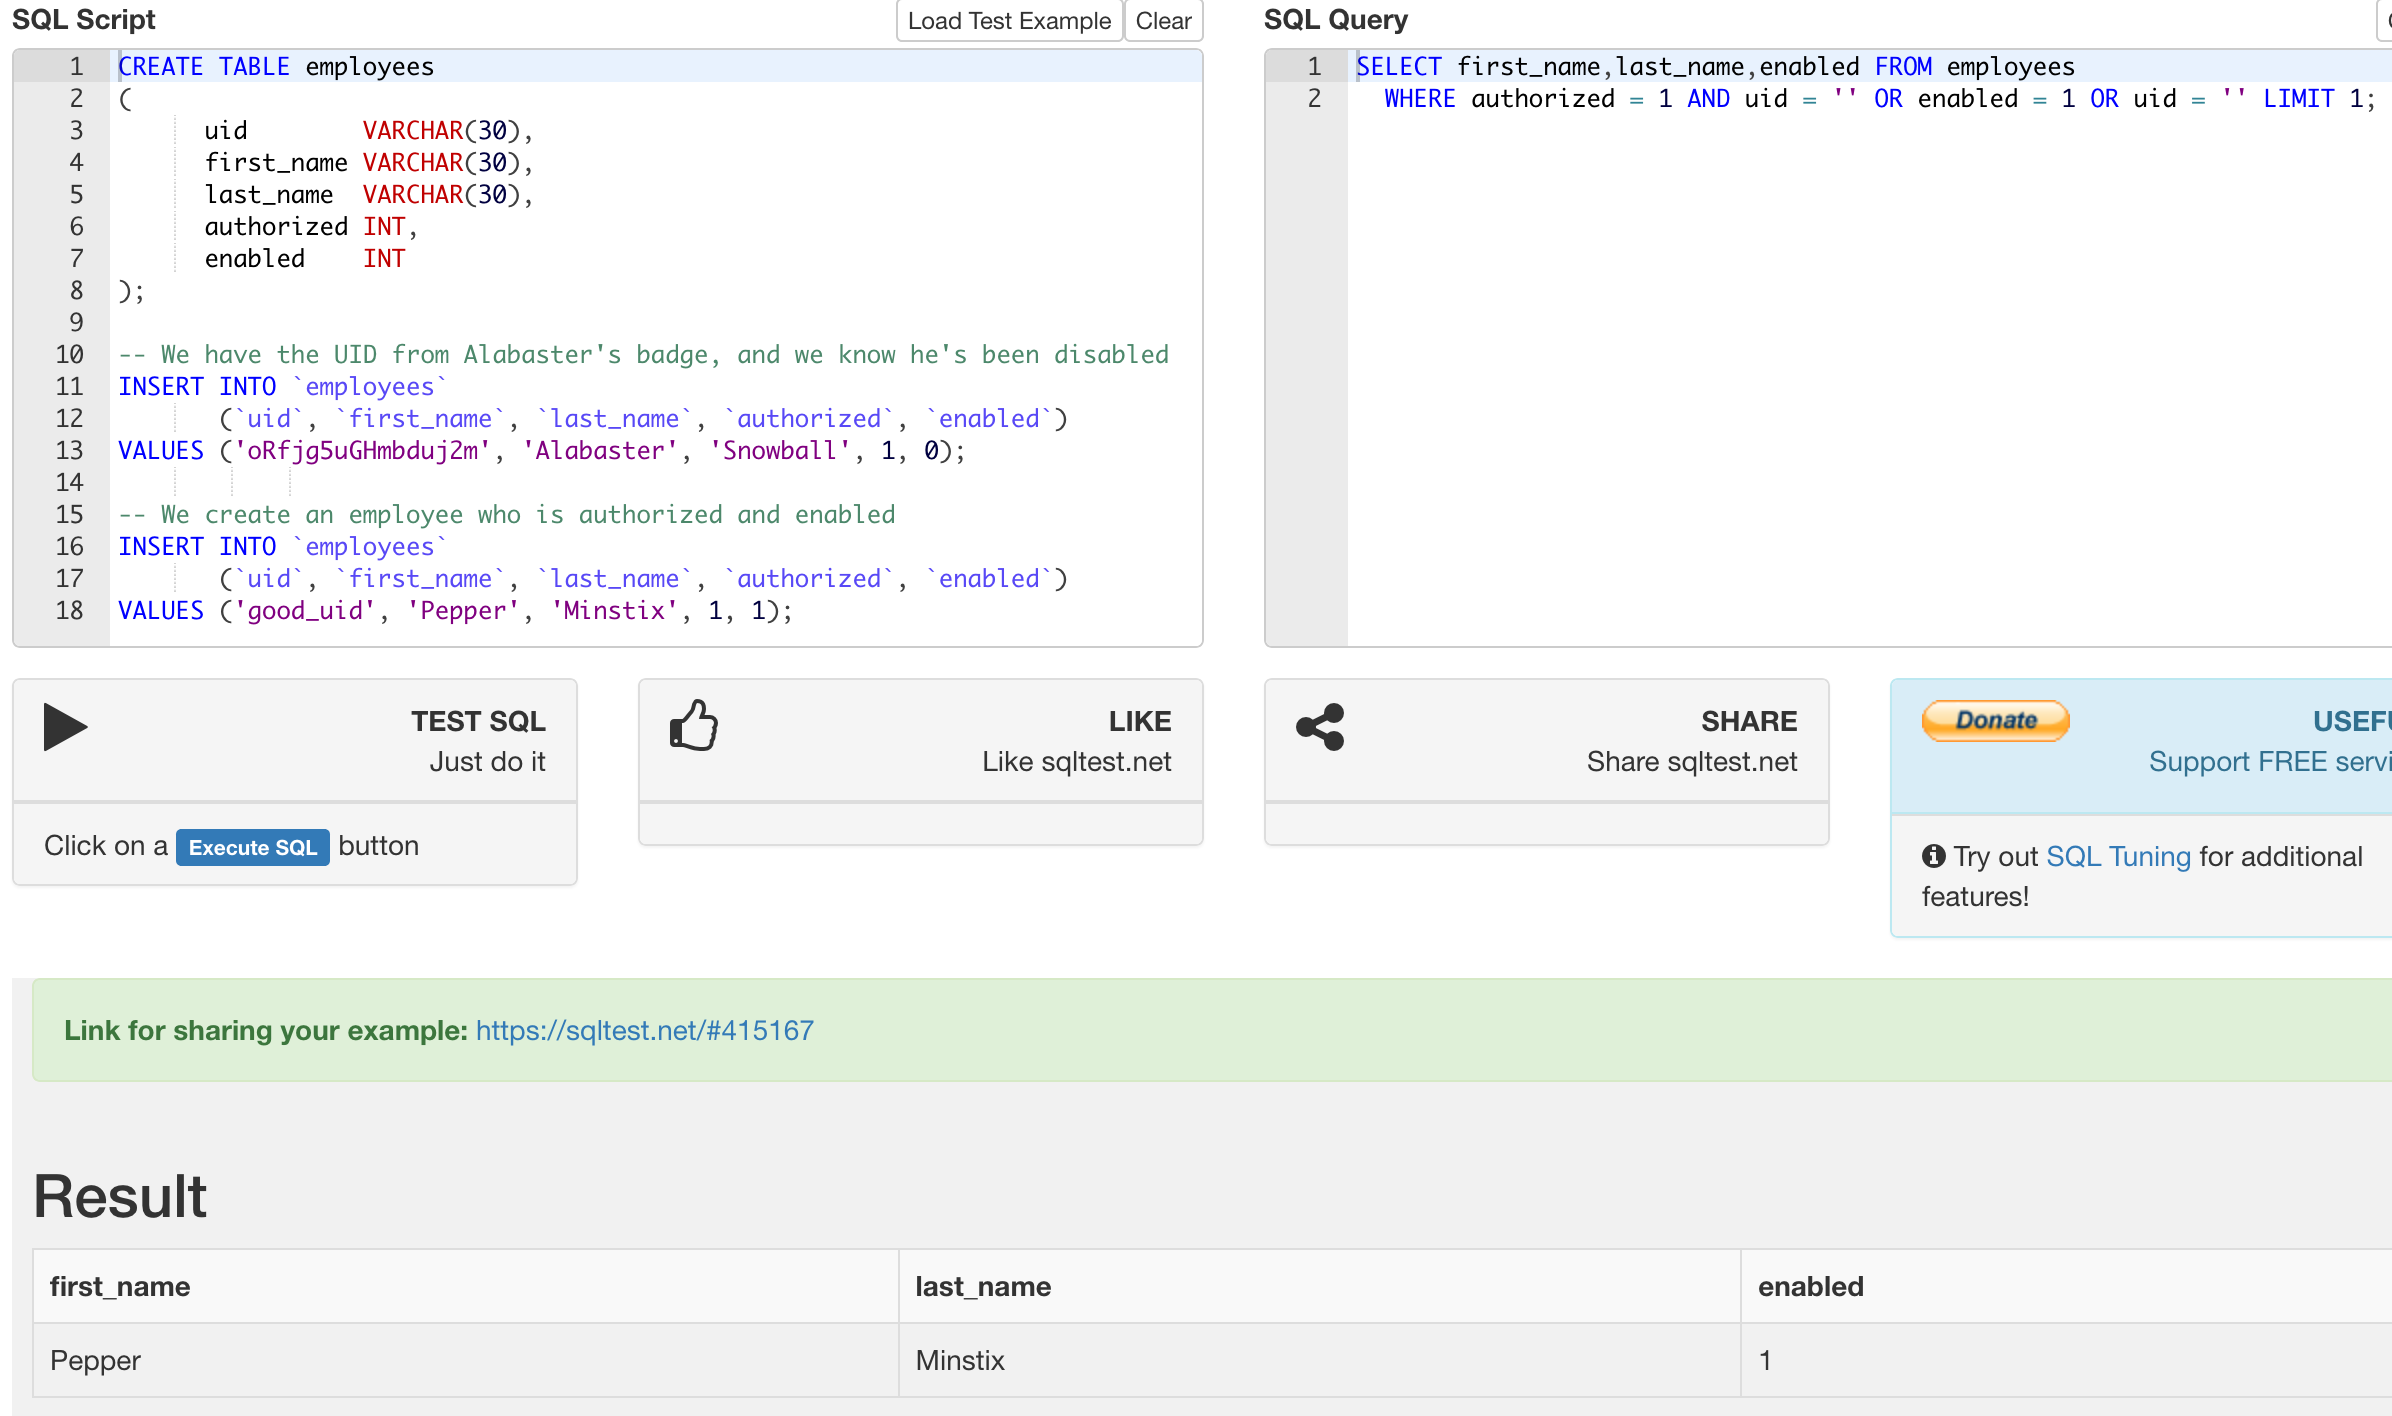 SQL Script
Load Test Example
Clear
1 CREATE TABLE employees
2 (
3 uid VARCHAR(30),
4 first_name VARCHAR(30),
5 last_name VARCHAR(30),
6 authorized INT,
7 enabled INT
8 );
9
10 -- We have the UID from Alabaster's badge, and we know he's been disabled
11 INSERT INTO `employees`
12 (`uid`, `first_name`, `last_name`, `authorized`, `enabled`)
13 VALUES ('oRfjg5uGHmbduj2m', 'Alabaster', 'Snowball', 1, 0);
14
15 -- We create an employee who is authorized and enabled
16 INSERT INTO `employees`
17 (`uid`, `first_name`, `last_name`, `authorized`, `enabled`)
18 VALUES ('good_uid', 'Pepper', 'Minstix', 1, 1);
SQL Query
1 SELECT first_name,last_name,enabled FROM employees
2 WHERE authorized = 1 AND uid = '' OR enabled = 1 OR uid = '' LIMIT 1;
TEST SQL
Just do it
Click on a Execute SQL button
LIKE
Like sqltest.net
SHARE
Share sqltest.net
Donate
Support FREE
Try out SQL Tuning for additional
features!
Link for sharing your example: https://sqltest.net/#415167
Result
first_name last_name enabled
Pepper Minstix 1